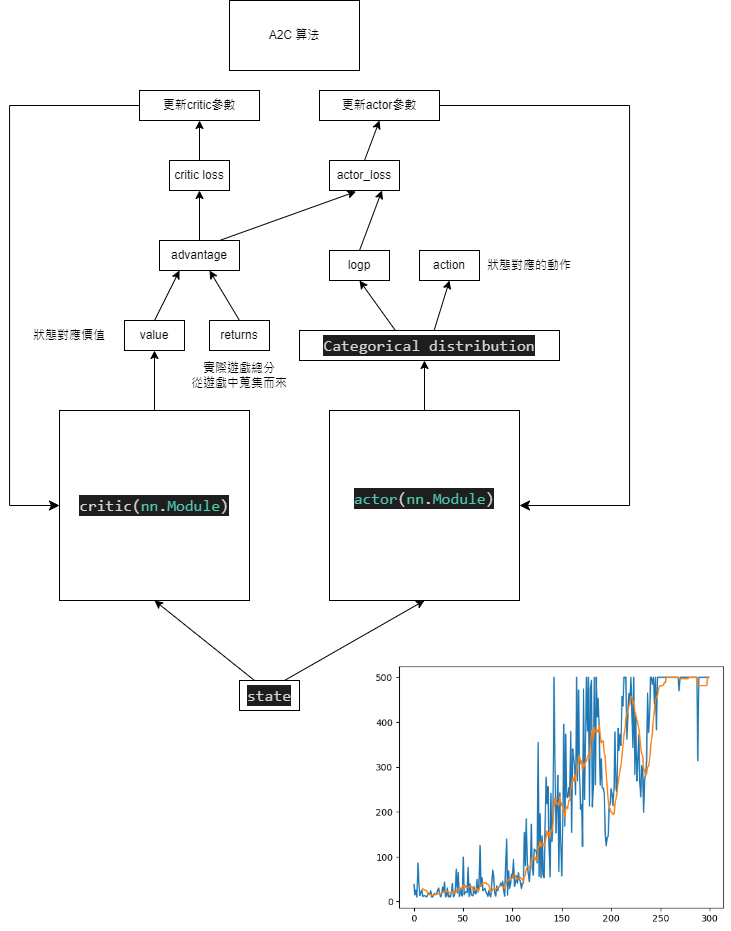 A2C 算法
更新critic參數
更新actor參數
critic loss
actor_loss
advantage
logp
action
狀態對應的動作
狀態對應價值
value
returns
Categorical distribution
實際遊戲總分
從遊戲中蒐集而來
critic(nn.Module)
actor(nn.Module)
state
500
400
300
200
100
0
0
50
100
150
200
250
300